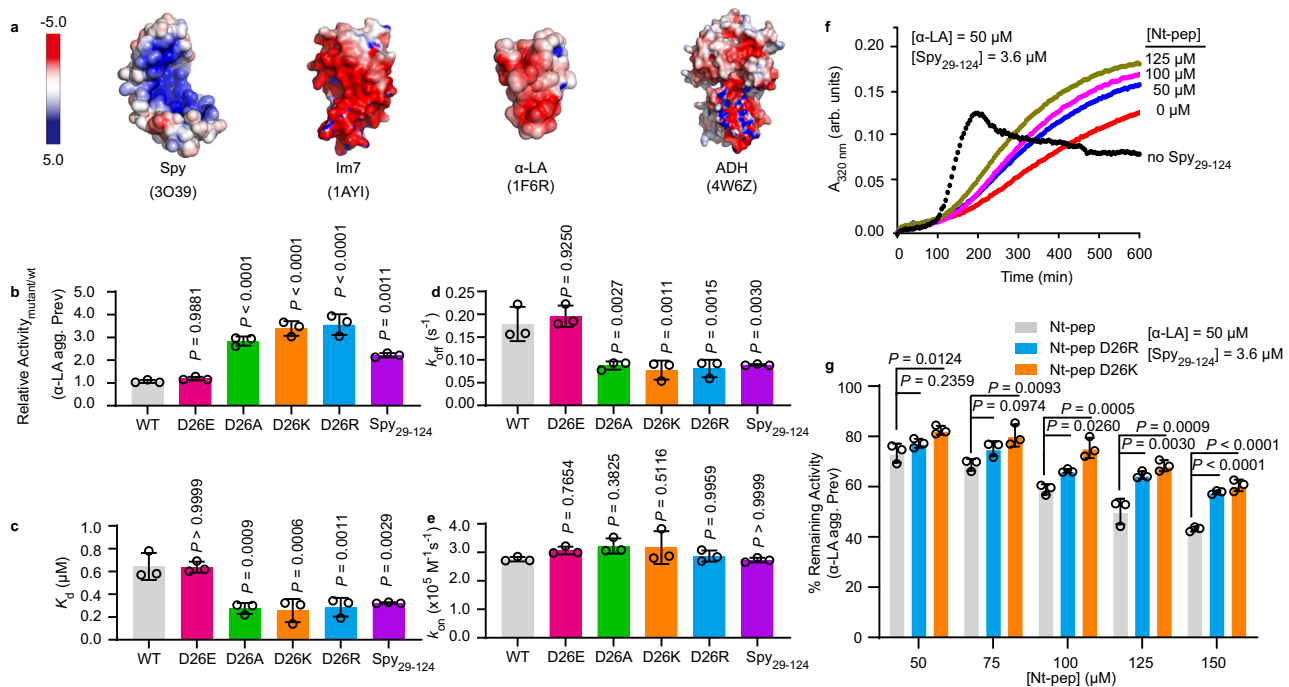 a
-5.0
5.0
Spy
(3O39)
Im7
(1AYI)
α-LA
(1F6R)
ADH
(4W6Z)
b
Relative Activity mutant/wt
(α-LA agg. Prev)
5.0
4.0
3.0
2.0
1.0
0.0
P = 0.9881
P < 0.0001
P < 0.0001
P < 0.0001
P = 0.0011
WT
D26E
D26A
D26K
D26R
Spy29-124
d
koff (s-1)
0.25
0.20
0.15
0.10
0.05
0.00
P = 0.9250
P = 0.0027
P = 0.0011
P = 0.0015
P = 0.0030
WT
D26E
D26A
D26K
D26R
Spy29-124
c
Kd (μM)
1.0
0.8
0.6
0.4
0.2
0.0
P > 0.9999
P = 0.0009
P = 0.0006
P = 0.0011
P = 0.0029
WT
D26E
D26A
D26K
D26R
Spy29-124
e
kon (x10^5 M-1s-1)
4.0
3.0
2.0
1.0
0.0
P = 0.7654
P = 0.3825
P = 0.5116
P = 0.9959
P > 0.9999
WT
D26E
D26A
D26K
D26R
Spy29-124
f
[α-LA] = 50 μM
[Spy29-124] = 3.6 μM
[Nt-pep]
125 μM
100 μM
50 μM
0 μM
no Spy29-124
A320 nm (arb. units)
0.20
0.15
0.10
0.05
0.00
0
100
200
300
400
500
600
Time (min)
g
Nt-pep
Nt-pep D26R
Nt-pep D26K
[α-LA] = 50 μM
[Spy29-124] = 3.6 μM
% Remaining Activity
(α-LA agg. Prev)
100
80
60
40
20
0
P = 0.0124
P = 0.2359
P = 0.0093
P = 0.0974
P = 0.0005
P = 0.0260
P = 0.0009
P = 0.0030
P < 0.0001
P < 0.0001
50
75
100
125
150
[Nt-pep] (μM)